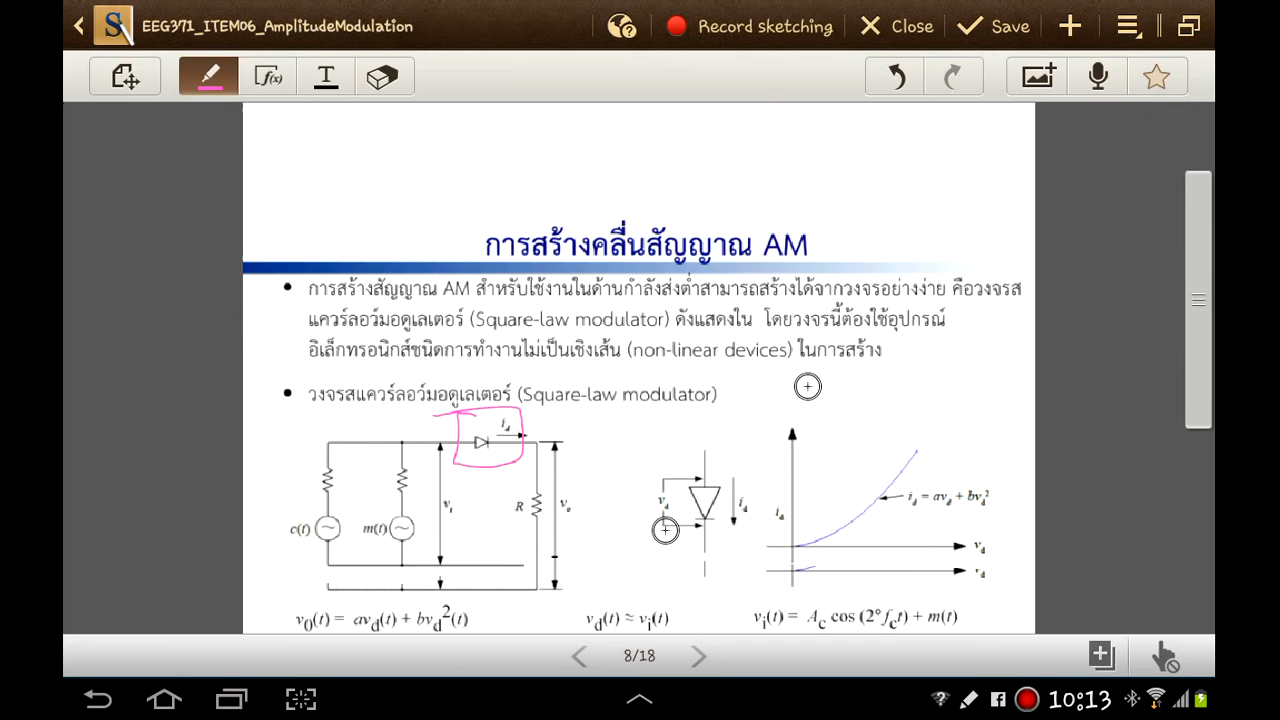 EEG371_ITEM06_AmplitudeModulation
Record sketching
Close
Save
f(x)
T
การสร้างคลื่นสัญญาณ AM
• การสร้างสัญญาณ AM สำหรับใช้งานในด้านกำลังส่งต่ำสามารถสร้างได้จากวงจรอย่างง่าย คือวงจรส
แควร์ลอว์มอดูเลเตอร์ (Square-law modulator) ดังแสดงใน โดยวงจรนี้ต้องใช้อุปกรณ์
อิเล็กทรอนิกส์ชนิดการทำงานไม่เป็นเชิงเส้น (non-linear devices) ในการสร้าง
• วงจรสแควร์ลอว์มอดูเลเตอร์ (Square-law modulator)
i_d
c(t)
m(t)
v_i
R
v_o
v_d
i_d
i_d
i_d = av_d + bv_d^2
v_d
v_d
v_0(t) = av_d(t) + bv_d^2(t)
v_d(t) ≈ v_i(t)
v_i(t) = A_c cos (2° f_c t) + m(t)
8/18
10:13